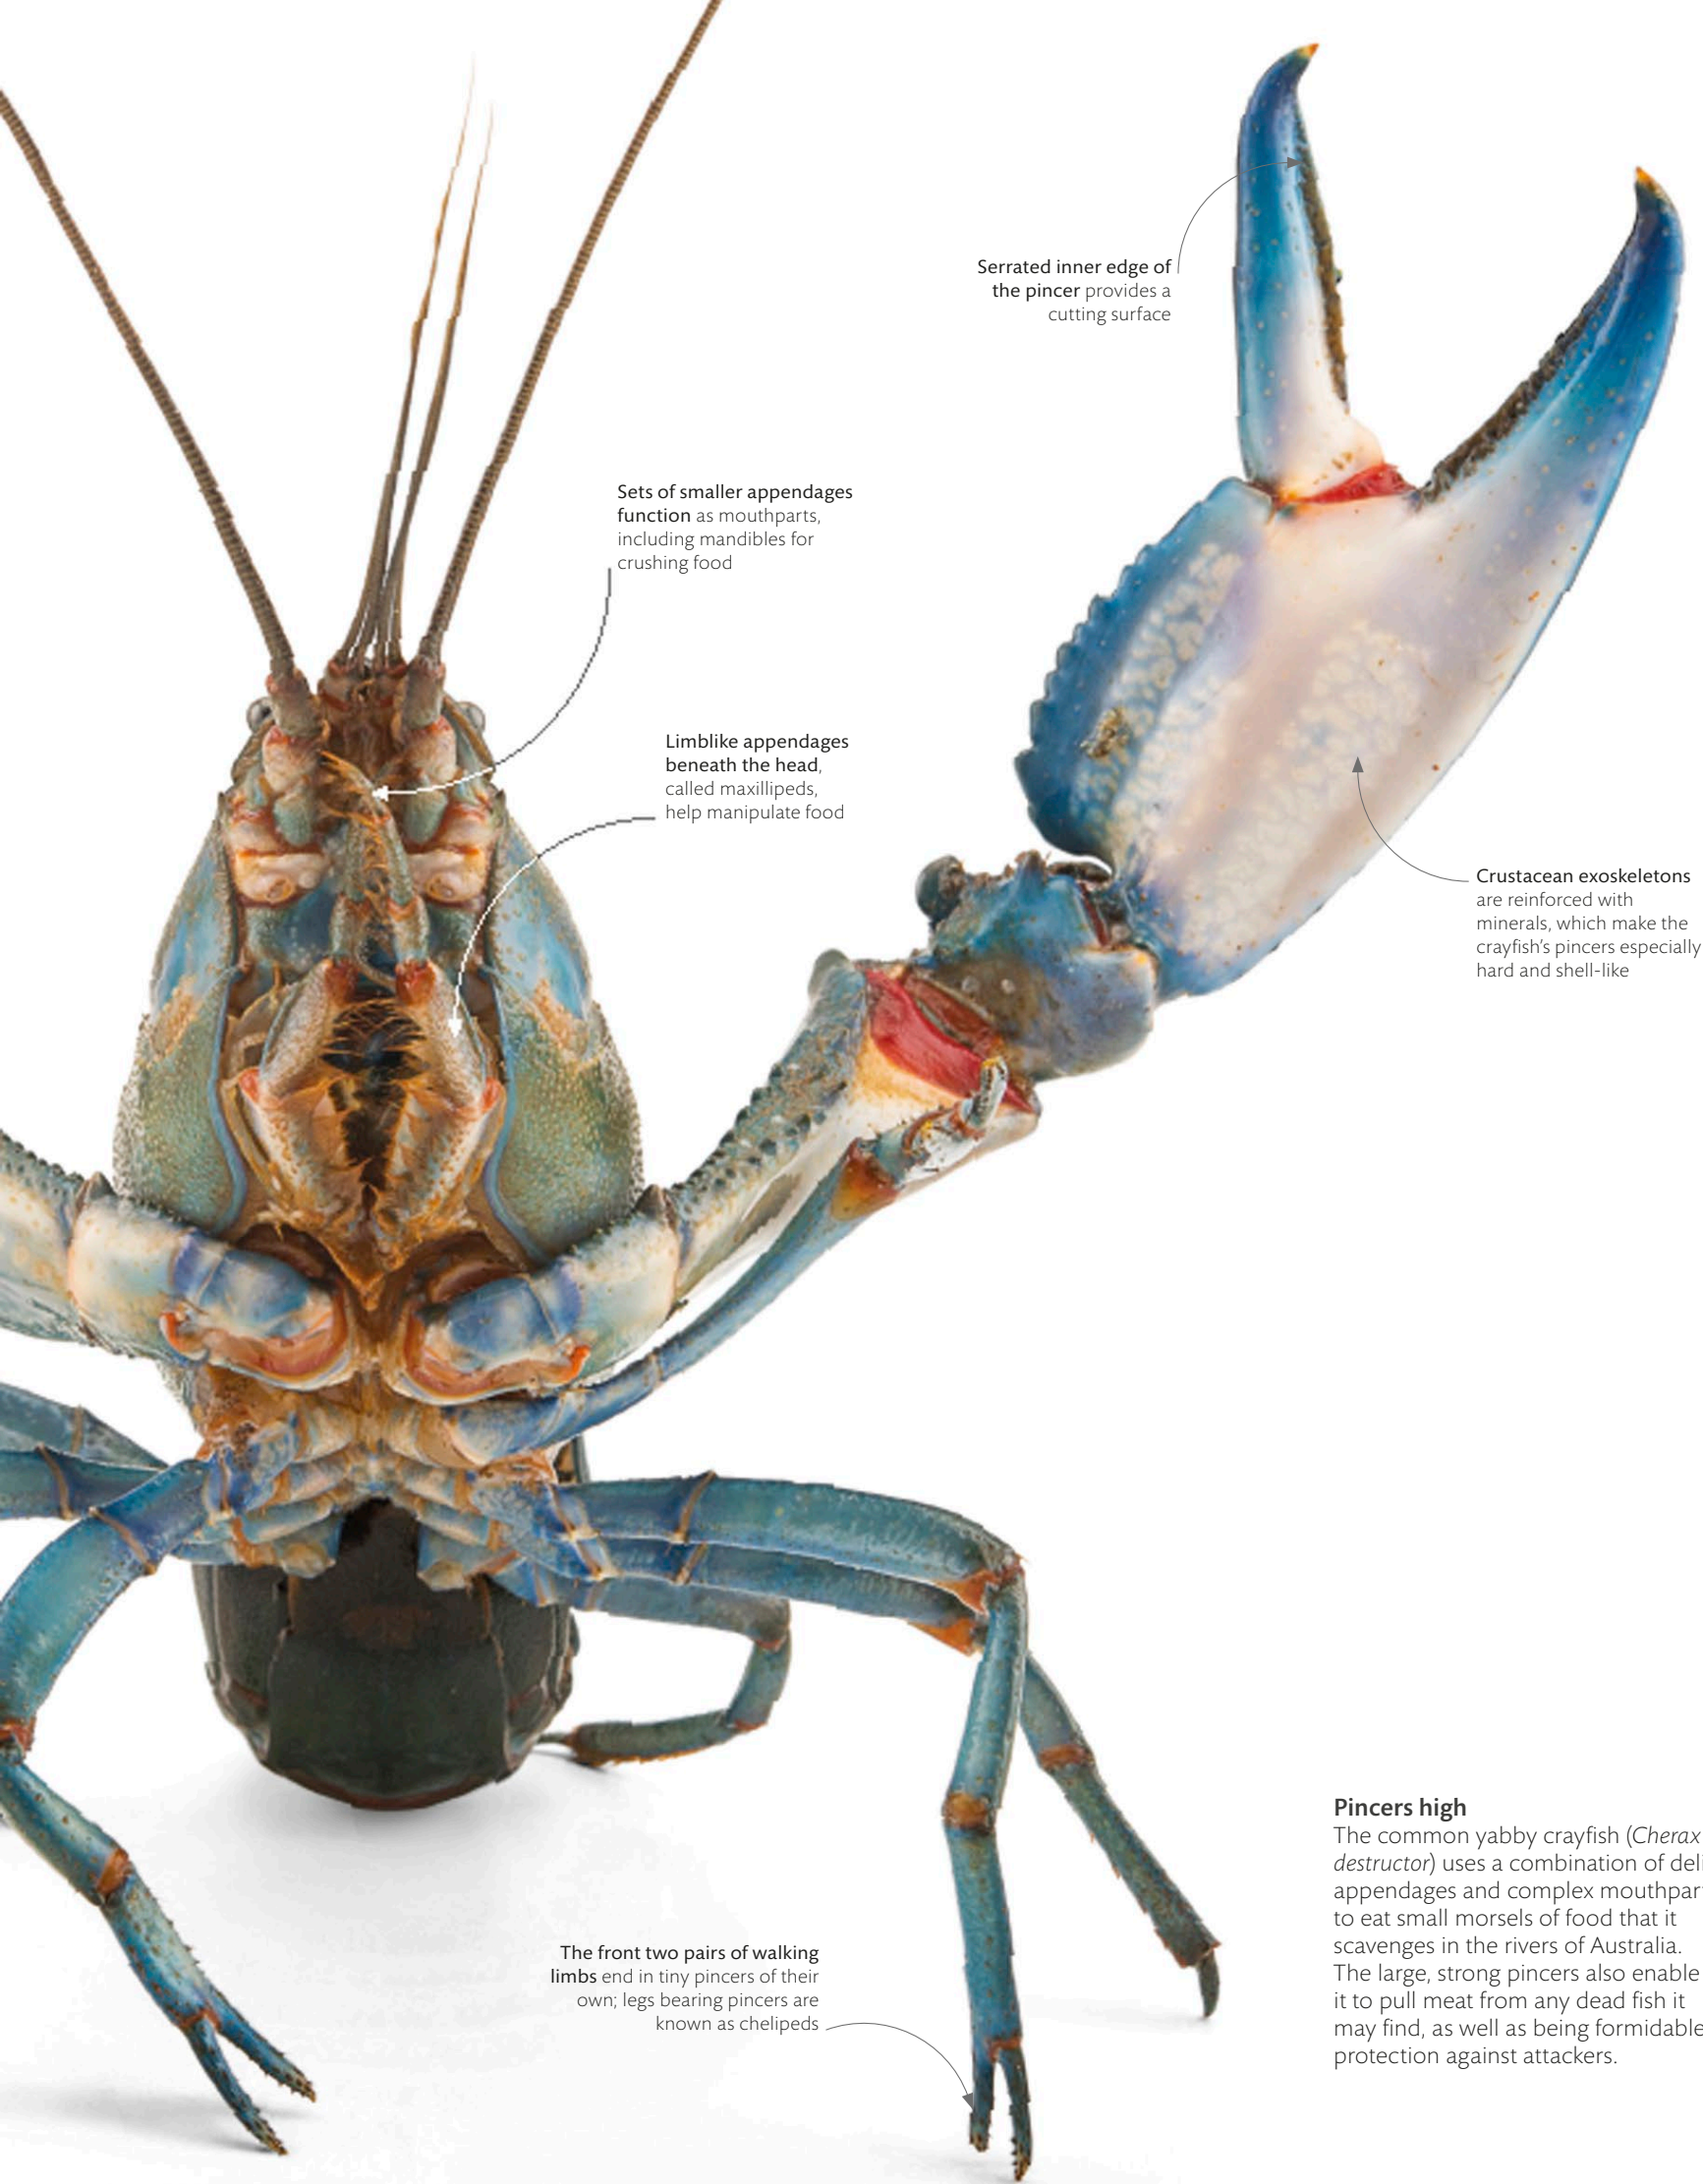 Serrated inner edge of
the pincer provides a
cutting surface
Sets of smaller appendages
function as mouthparts,
including mandibles for
crushing food
Limblike appendages
beneath the head,
called maxillipeds,
help manipulate food
Crustacean exoskeletons
are reinforced with
minerals, which make the
crayfish's pincers especially
hard and shell-like
The front two pairs of walking
limbs end in tiny pincers of their
own; legs bearing pincers are
known as chelipeds
Pincers high
The common yabby crayfish (Cherax
destructor) uses a combination of
appendages and complex
to eat small morsels of food that it
scavenges in the rivers of Australia.
The large, strong pincers also enable
it to pull meat from any dead fish it
may find, as well as being formidable
protection against attackers.